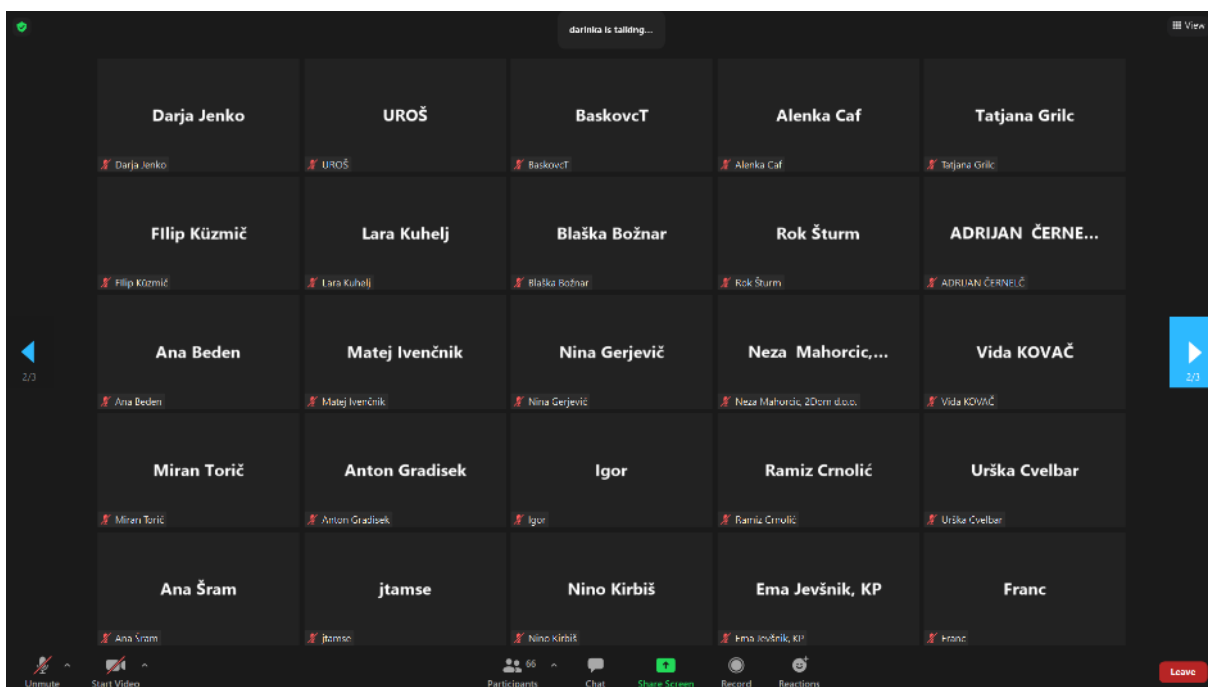 darinka is talking...
View
Darja Jenko UROŠ BaskovcT Alenka Caf Tatjana Grilc
Darja Jenko UROŠ BaskovcT Alenka Caf Tatjana Grilc
FIlip Küzmič Lara Kuhelj Blaška Božnar Rok Šturm ADRIJAN ČERNE...
FIlip Küzmič Lara Kuhelj Blaška Božnar Rok Šturm ADRIJAN ČERNELČ
Ana Beden Matej Ivenčnik Nina Gerjevič Neza Mahorcic,... Vida KOVAČ
2/3 2/3
Ana Beden Matej Ivenčnik Nina Gerjevič Neza Mahorcic, 2Dom d.o.o. Vida KOVAČ
Miran Torič Anton Gradisek Igor Ramiz Crnolić Urška Cvelbar
Miran Torič Anton Gradisek Igor Ramiz Crnolić Urška Cvelbar
Ana Šram jtamse Nino Kirbiš Ema Jevšnik, KP Franc
Ana Šram jtamse Nino Kirbiš Ema Jevšnik, KP Franc
66
Unmute Start Video Participants Chat Share Screen Record Reactions Leave